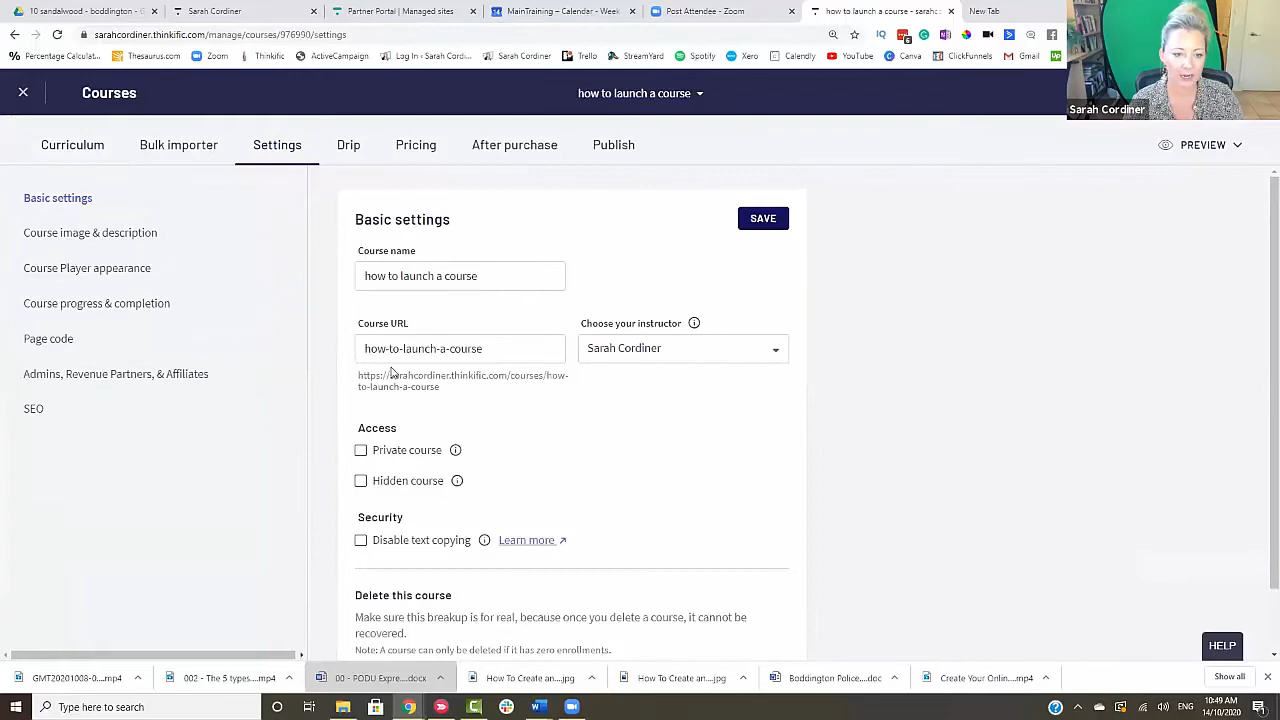 10 sandalwood - boddington - G
Sarah Cordiner
Partner Portal | Managed sites
MainTraining – Calendar - Week
Post Attendee - Zoom
how to launch a course - sarahc
New Tab
sarahcordiner.thinkific.com/manage/courses/976990/settings
Percentage Calculat...
Thesaurus.com
Zoom
Thinkific
ActiveCampaign
Log In ‹ Sarah Cordi...
Sarah Cordiner
Trello
StreamYard
Spotify
Xero
Calendly
YouTube
Canva
ClickFunnels
Gmail
Sarah Cordiner
Courses
how to launch a course
Curriculum
Bulk importer
Settings
Drip
Pricing
After purchase
Publish
PREVIEW
Basic settings
Course image & description
Course Player appearance
Course progress & completion
Page code
Admins, Revenue Partners, & Affiliates
SEO
Basic settings
SAVE
Course name
how to launch a course
Course URL
how-to-launch-a-course
https://sarahcordiner.thinkific.com/courses/how-
to-launch-a-course
Choose your instructor
Sarah Cordiner
Access
Private course
Hidden course
Security
Disable text copying
Learn more
Delete this course
Make sure this breakup is for real, because once you delete a course, it cannot be
recovered.
Note: A course can only be deleted if it has zero enrollments.
HELP
GMT20201008-0....mp4
002 - The 5 types....mp4
00 - PODU Expre....docx
How To Create an....jpg
How To Create an....jpg
Boddington Police....doc
Create Your Onlin....mp4
Show all
Type here to search
10:49 AM
14/10/2020